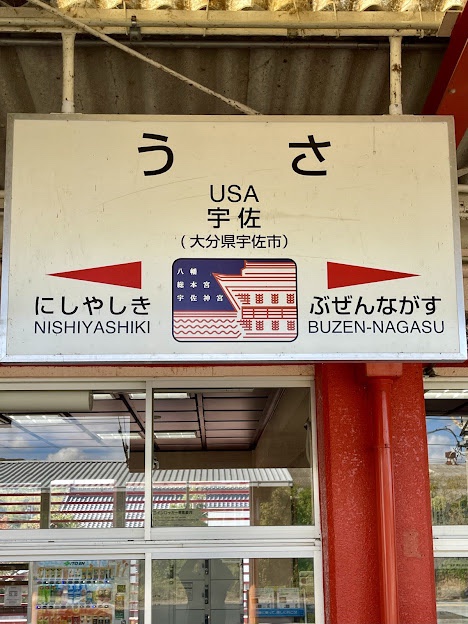 うさ
USA
宇佐
（大分県宇佐市）
八幡
総本宮
宇佐神宮
にしやしき
NISHIYASHIKI
ぶぜんながす
BUZEN-NAGASU